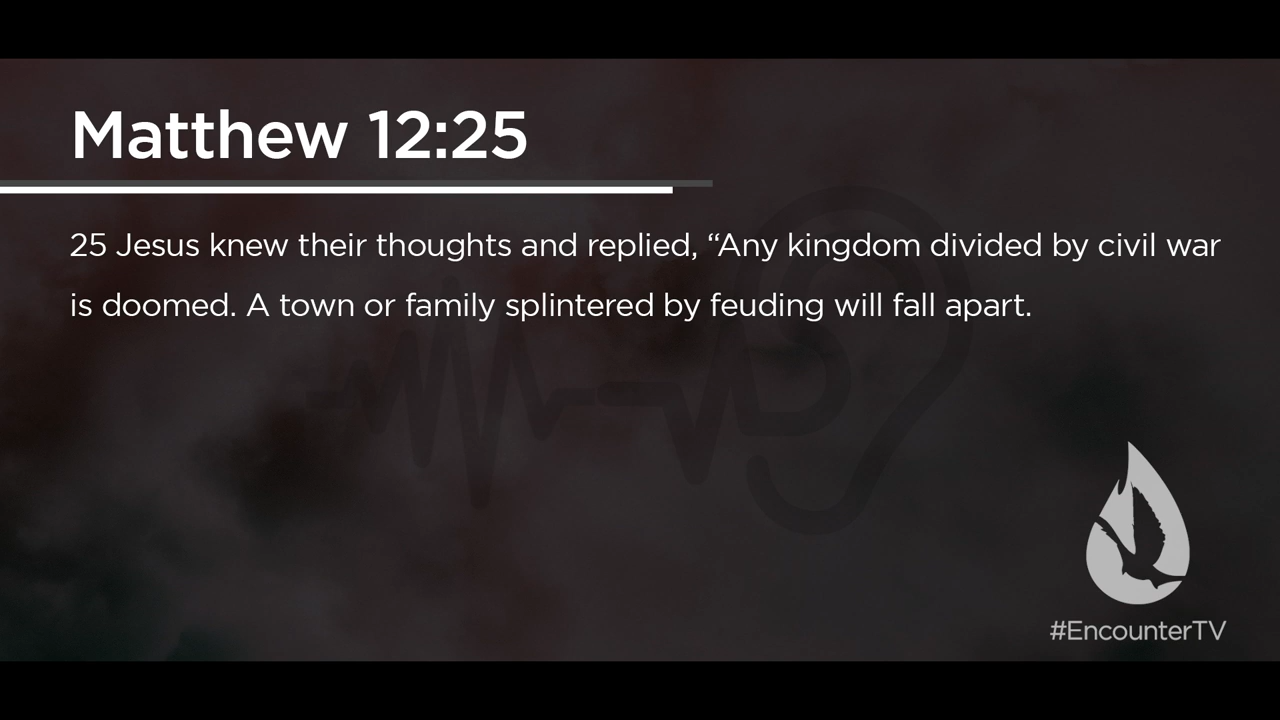 Matthew 12:25
25 Jesus knew their thoughts and replied, “Any kingdom divided by civil war
is doomed. A town or family splintered by feuding will fall apart.
#EncounterTV